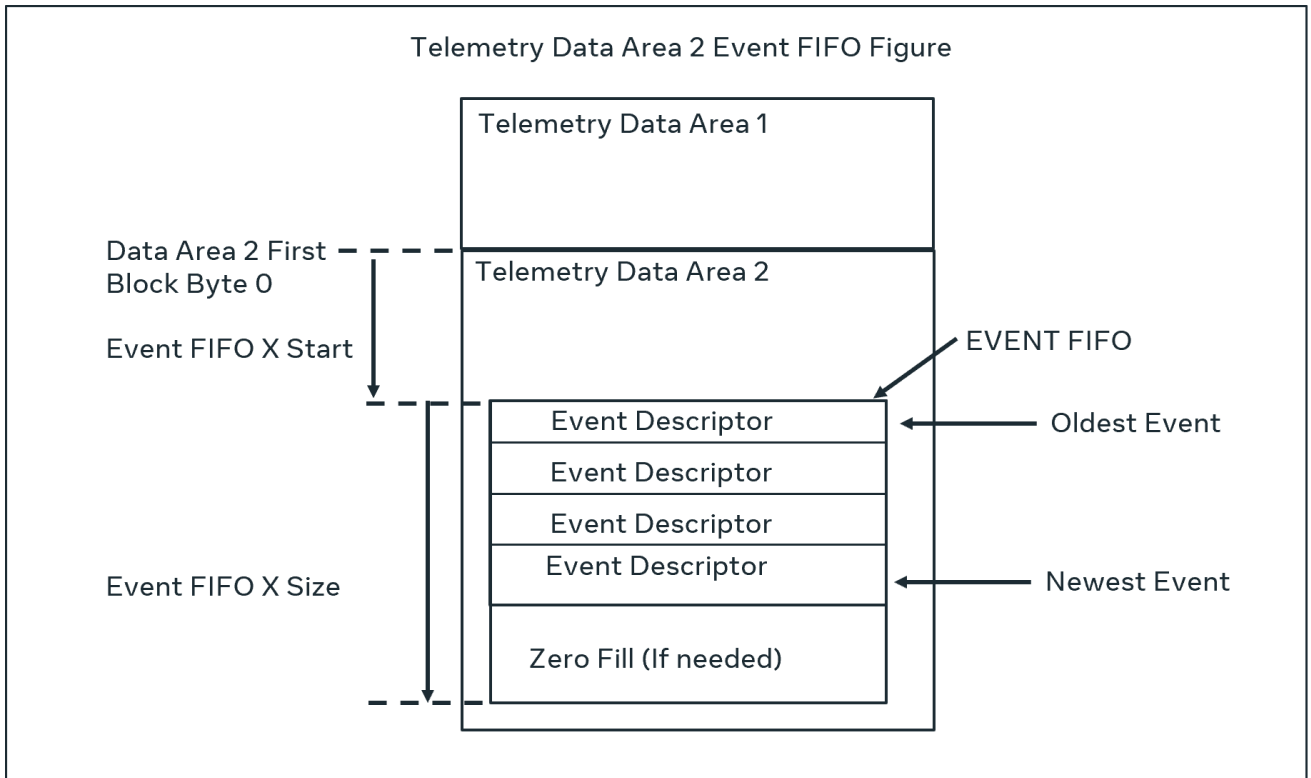 Telemetry Data Area 2 Event FIFO Figure
Telemetry Data Area 1
Data Area 2 First
Block Byte 0
Telemetry Data Area 2
Event FIFO X Start
EVENT FIFO
Event Descriptor
Oldest Event
Event Descriptor
Event Descriptor
Event Descriptor
Newest Event
Event FIFO X Size
Zero Fill (If needed)